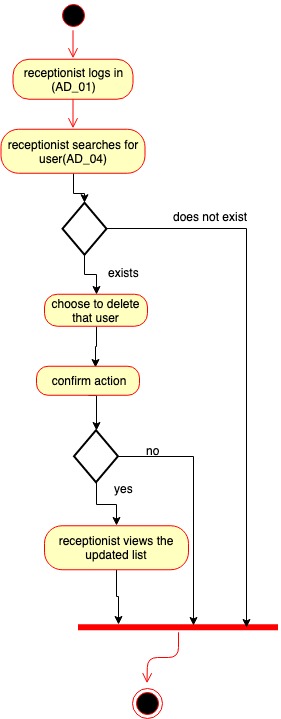 receptionist logs in
(AD_01)
receptionist searches for
user(AD_04)
does not exist
exists
choose to delete
that user
confirm action
no
yes
receptionist views the
updated list